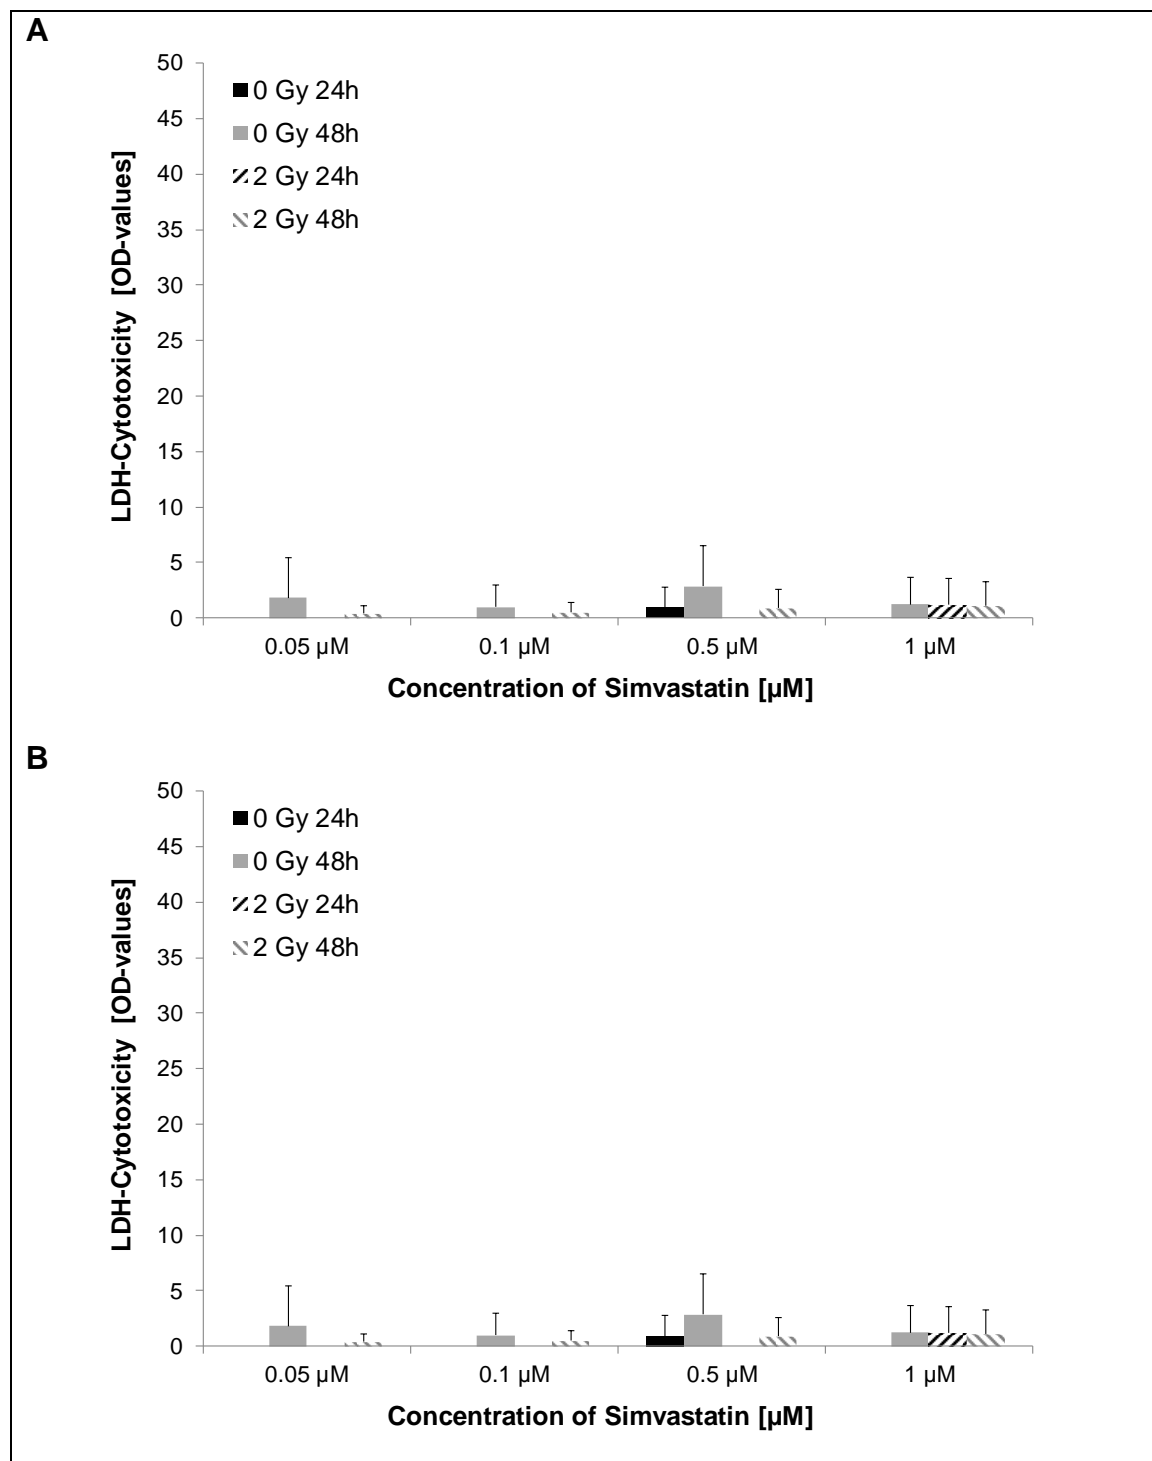 A
50
45
40
35
30
25
20
15
10
5
0
LDH-Cytotoxicity [OD-values]
0 Gy 24h
0 Gy 48h
2 Gy 24h
2 Gy 48h
0.05 µM 0.1 µM 0.5 µM 1 µM
Concentration of Simvastatin [µM]
B
50
45
40
35
30
25
20
15
10
5
0
LDH-Cytotoxicity [OD-values]
0 Gy 24h
0 Gy 48h
2 Gy 24h
2 Gy 48h
0.05 µM 0.1 µM 0.5 µM 1 µM
Concentration of Simvastatin [µM]